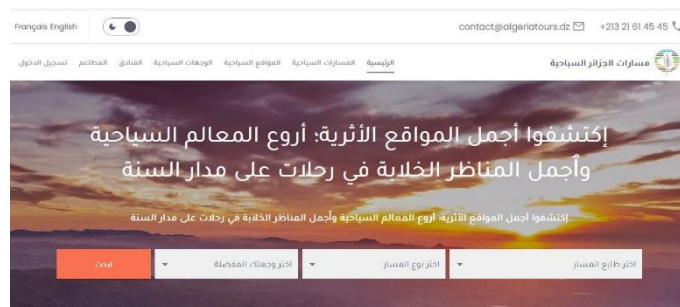 Français English
contact@algeriatours.dz
+213 21 61 45 45
مسارات الجزائر السياحية
الرئيسية المسارات السياحية المواقع السياحية الوجهات السياحية الفنادق المطاعم تسجيل الدخول
إكتشفوا أجمل المواقع الأثرية؛ أروع المعالم السياحية
وأجمل المناظر الخلابة في رحلات على مدار السنة
إكتشفوا أجمل المواقع الأثرية؛ أروع المعالم السياحية وأجمل المناظر الخلابة في رحلات على مدار السنة
اختر طابع المسار
اختر نوع المسار
اختر وجهتك المفضلة
ابحث